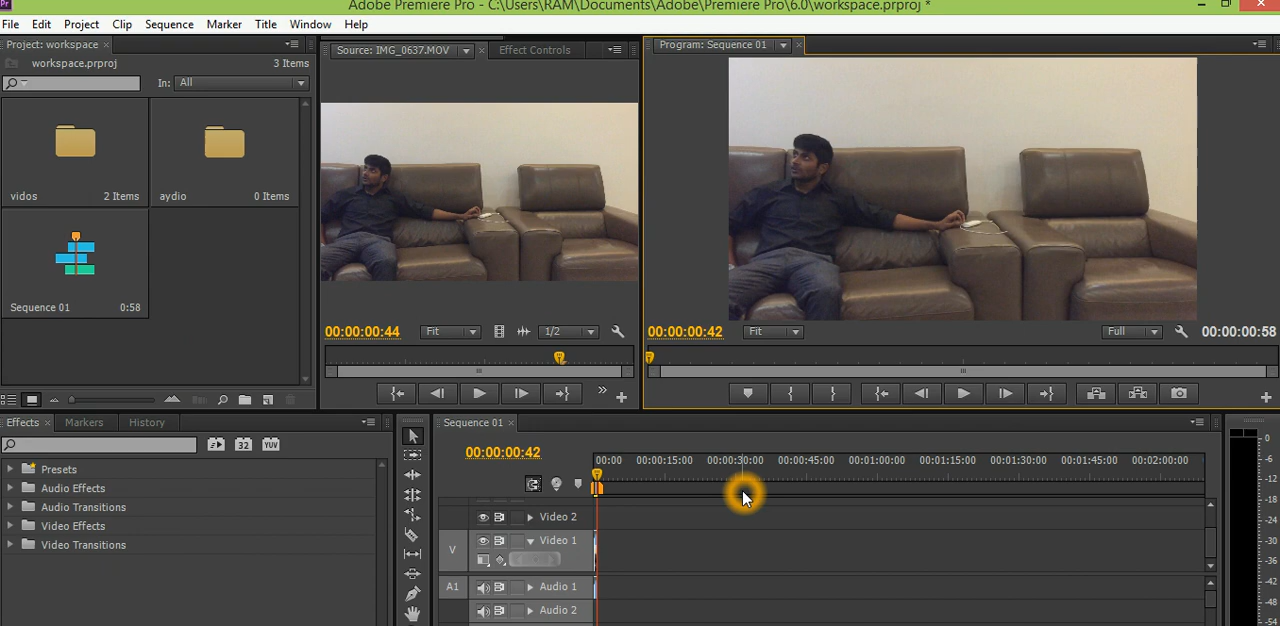 Adobe Premiere Pro - C:\Users\RAM\Documents\Adobe\Premiere Pro\6.0\workspace.prproj *
File Edit Project Clip Sequence Marker Title Window Help
Project: workspace
workspace.prproj 3 Items
In: All
vidos 2 Items
aydio 0 Items
Sequence 01 0:58
Source: IMG_0637.MOV Effect Controls
00:00:00:44 Fit 1/2
Program: Sequence 01
00:00:00:42 Fit Full 00:00:00:58
Effects Markers History
32 YUV
Presets
Audio Effects
Audio Transitions
Video Effects
Video Transitions
Sequence 01
00:00:00:42
00:00 00:00:15:00 00:00:30:00 00:00:45:00 00:01:00:00 00:01:15:00 00:01:30:00 00:01:45:00 00:02:00:00
Video 2
V Video 1
A1 Audio 1
Audio 2
0
-6
-12
-18
-24
-30
-36
-42
-48
-54